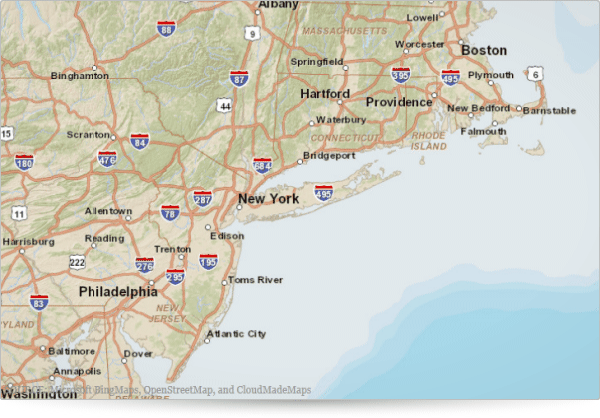 Albany
Lowell
88
MASSACHUSETTS
9
Worcester
Boston
Springfield
Binghamton
87
395
495
Plymouth
6
Hartford
Providence
44
New Bedford
Barnstable
Waterbury
Falmouth
15
Scranton
84
CONNECTICUT
RHODE
ISLAND
476
Bridgeport
180
684
495
287
New York
11
Allentown
78
Edison
Reading
Harrisburg
Trenton
222
276
195
295
Toms River
Philadelphia
83
NEW
JERSEY
YLAND
Atlantic City
Baltimore
Dover
Annapolis
Microsoft BingMaps, OpenStreetMap, and CloudMadeMaps
Washington
DELAWARE